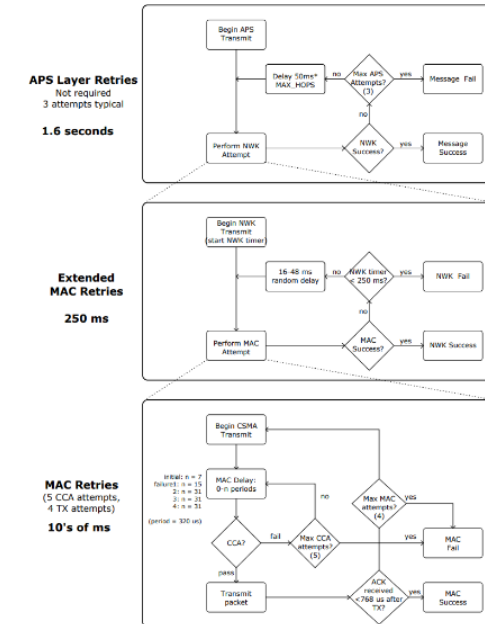 Begin APS
Transmit
APS Layer Retries
Not required
3 attempts typical
1.6 seconds
Delay 50ms*
MAX_HOPS
no
Max APS
Attempts?
(3)
yes
Message Fail
no
Perform NWK
Attempt
NWK
Success?
yes
Message
Success
Begin NWK
Transmit
(start NWK timer)
Extended
MAC Retries
250 ms
16-48 ms
random delay
no
NWK timer
< 250 ms?
yes
NWK Fail
no
Perform MAC
Attempt
MAC
Success?
yes
NWK Success
Begin CSMA
Transmit
MAC Retries
(5 CCA attempts,
4 TX attempts)
10's of ms
initial: n = 7
failure1: n = 15
2: n = 31
3: n = 31
4: n = 31
(period = 320 us)
MAC Delay:
0-n periods
no
Max MAC
attempts?
(4)
yes
CCA?
fail
Max CCA
attempts?
(5)
yes
MAC
Fail
pass
Transmit
packet
ACK
received
<768 us after
TX?
yes
MAC
Success